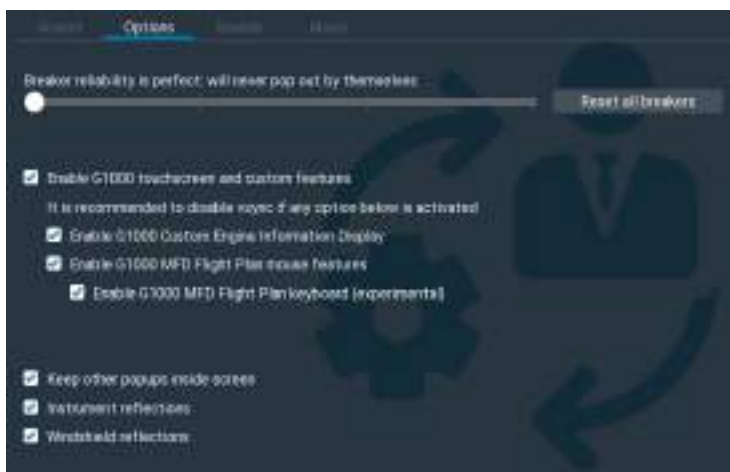 Options
Breaker reliability is perfect: will never pop out by themselves
Reset all breakers
Enable G1000 touchscreen and custom features
It is recommended to disable vsync if any option below is activated
Enable G1000 Custom Engine Information Display
Enable G1000 MFD Flight Plan mouse features
Enable G1000 MFD Flight Plan keyboard (experimental)
Keep other popups inside screen
Instrument reflections
Windshield reflections